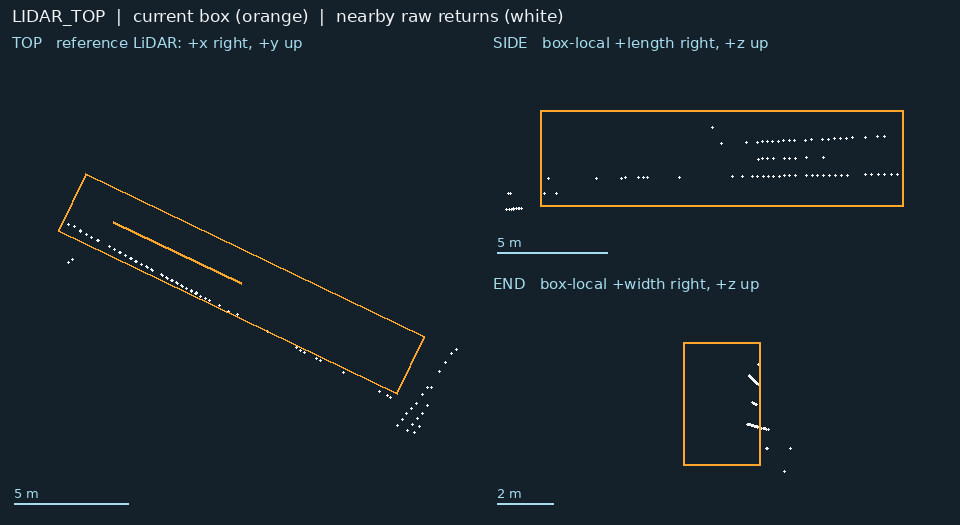 LIDAR_TOP | current box (orange) | nearby raw returns (white)
TOP reference LiDAR: +x right, +y up
SIDE box-local +length right, +z up
5 m
END box-local +width right, +z up
5 m
2 m